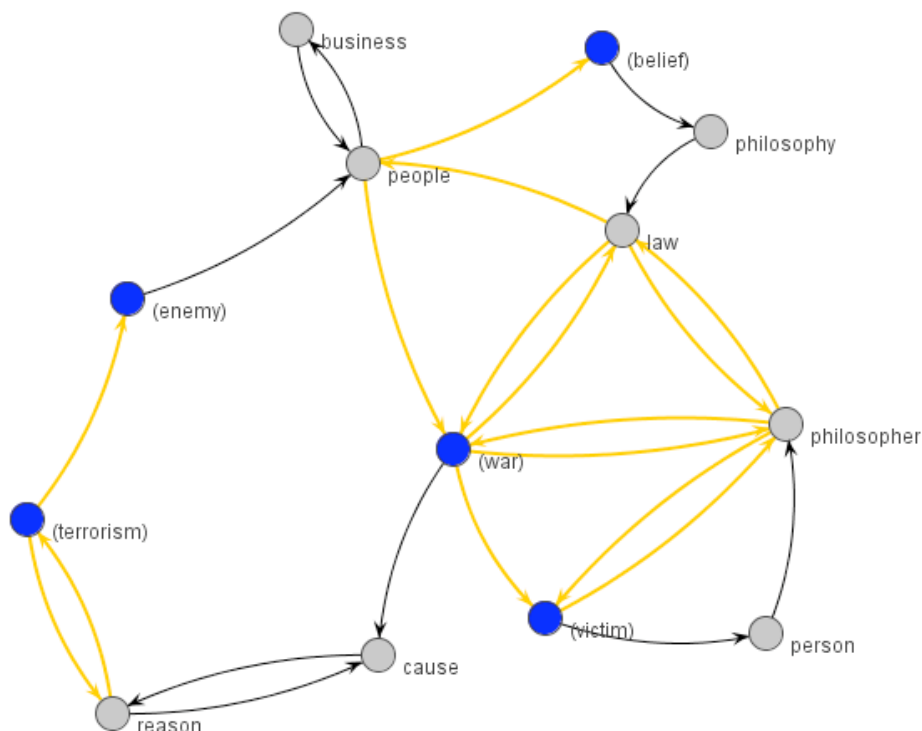 business
(belief)
philosophy
people
law
(enemy)
philosopher
(war)
(terrorism)
(victim)
person
cause
reason